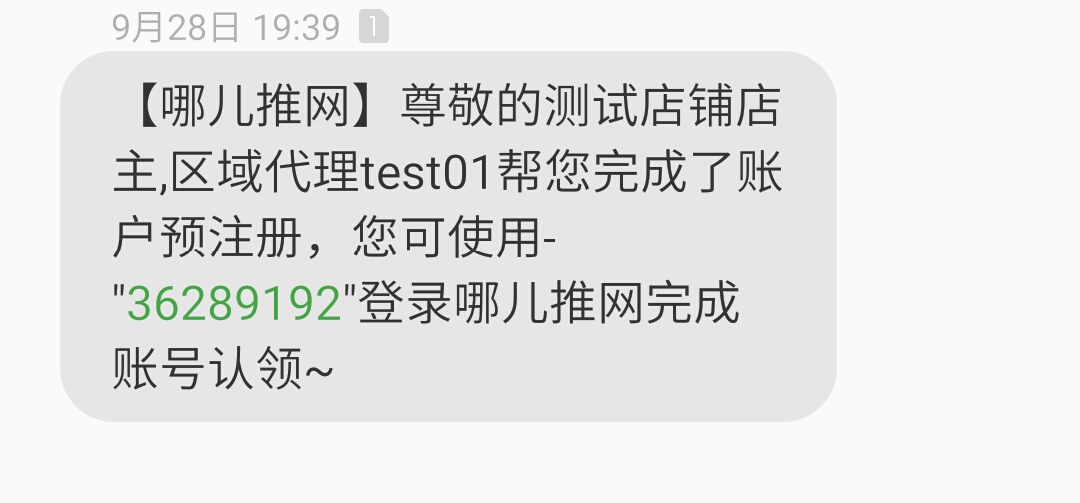 9月28日 19:39 1
【哪儿推网】尊敬的测试店铺店
主,区域代理test01帮您完成了账
户预注册，您可使用-
"36289192"登录哪儿推网完成
账号认领~